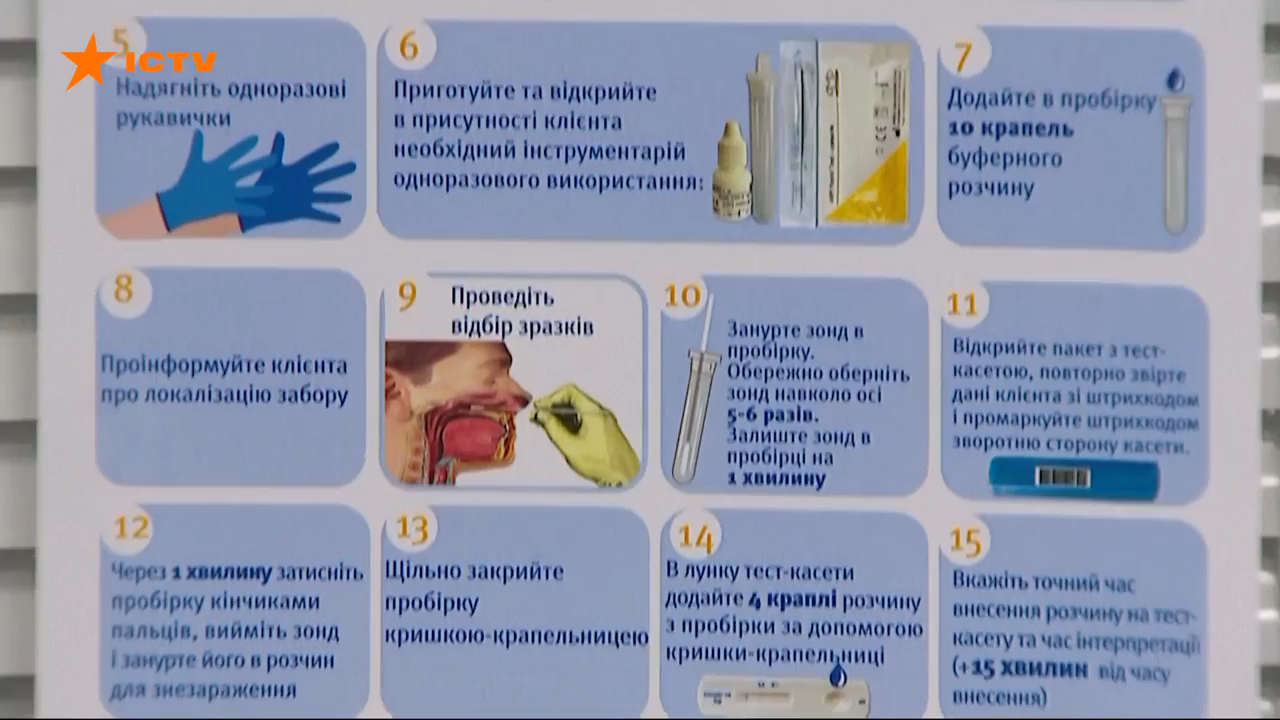 ICTV
5
Надягніть одноразові
рукавички
6
Приготуйте та відкрийте
в присутності клієнта
необхідний інструментарій
одноразового використання:
7
Додайте в пробірку
10 крапель
буферного
розчину
8
Проінформуйте клієнта
про локалізацію забору
9
Проведіть
відбір зразків
10
Занурте зонд в
пробірку.
Обережно оберніть
зонд навколо осі
5-6 разів.
Залиште зонд в
пробірці на
1 хвилину
11
Відкрийте пакет з тест-
касетою, повторно звірте
дані клієнта зі штрихкодом
і промаркуйте штрихкодом
зворотню сторону касети.
12
Через 1 хвилину затисніть
пробірку кінчиками
пальців, вийміть зонд
і занурте його в розчин
для знезараження
13
Щільно закрийте
пробірку
кришкою-крапельницею
14
В лунку тест-касети
додайте 4 краплі розчину
з пробірки за допомогою
кришки-крапельниці
15
Вкажіть точний час
внесення розчину на тест-
касету та час інтерпретації
(+15 хвилин від часу
внесення)